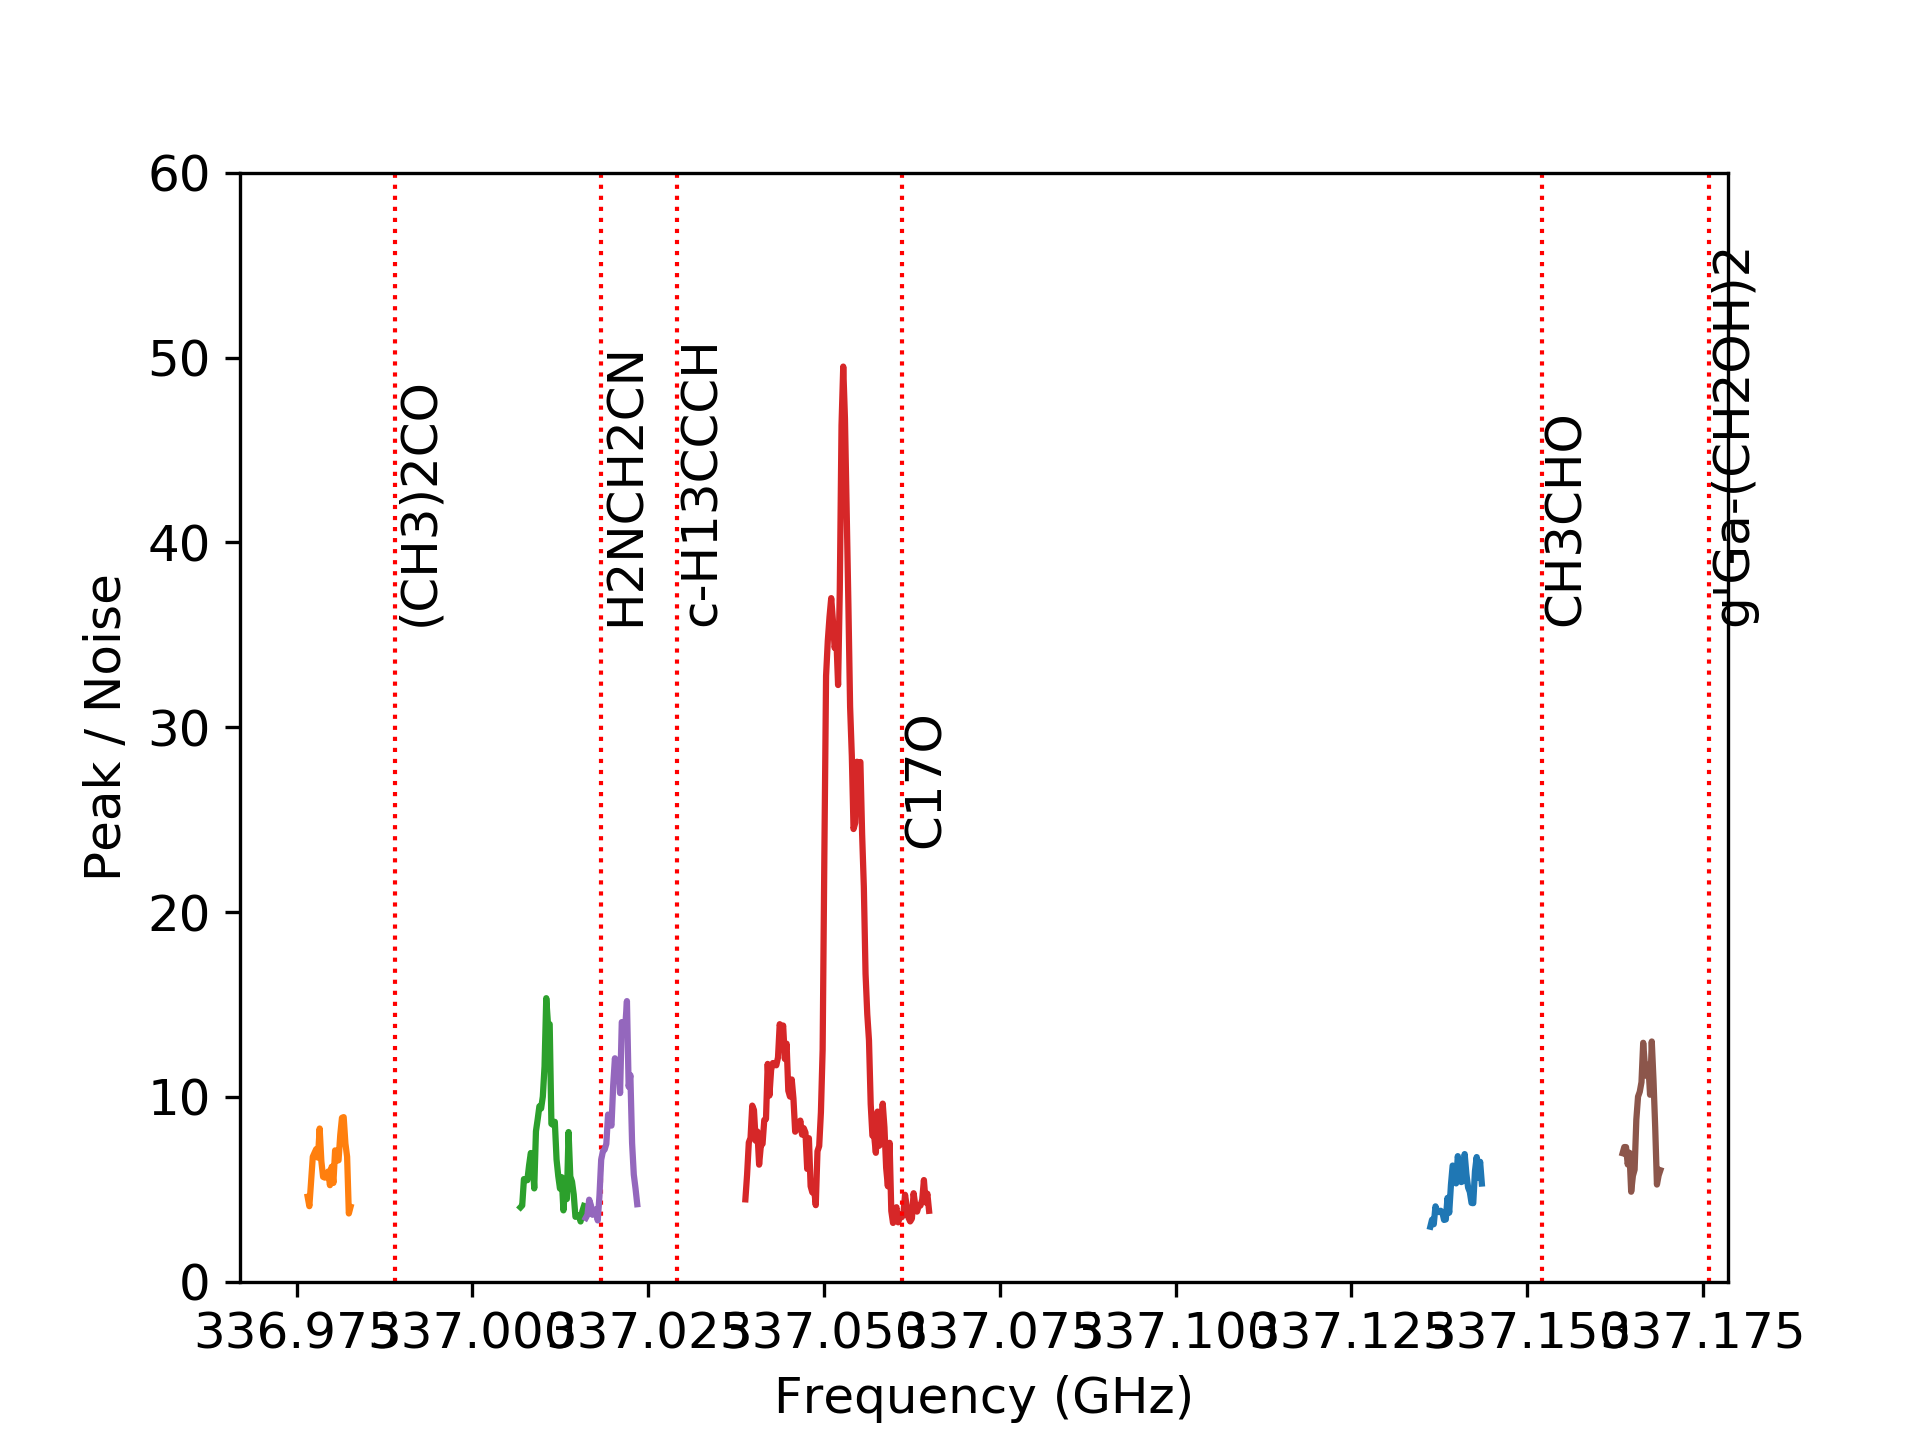 60
50
40
30
20
10
0
Peak / Noise
(CH3)2CO
H2NCH2CN
c-H13CCCH
C17O
CH3CHO
g'Ga-(CH2OH)2
336.975
337.000
337.025
337.050
337.075
337.100
337.125
337.150
337.175
Frequency (GHz)